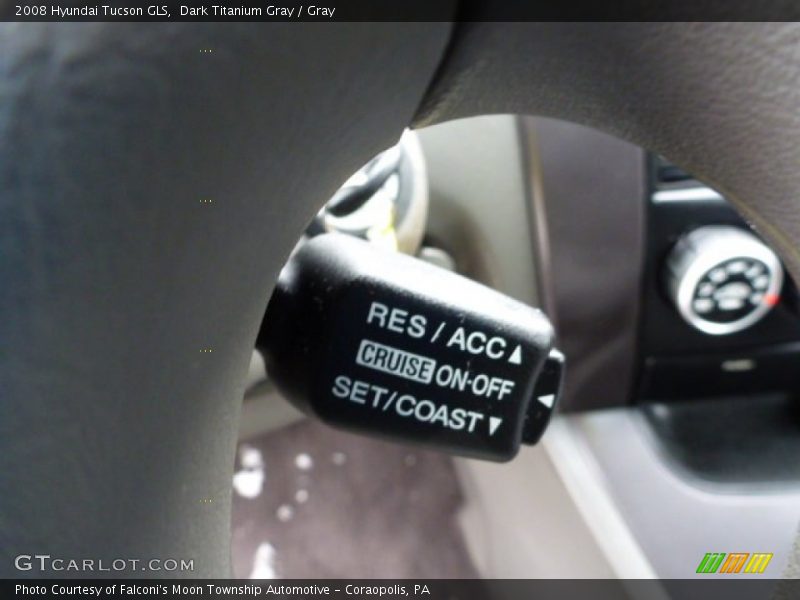 2008 Hyundai Tucson GLS,  Dark Titanium Gray / Gray
RES / ACC▲
CRUISE ON-OFF ◄
SET/COAST▼
GTCARLOT.COM
Photo Courtesy of Falconi's Moon Township Automotive - Coraopolis, PA